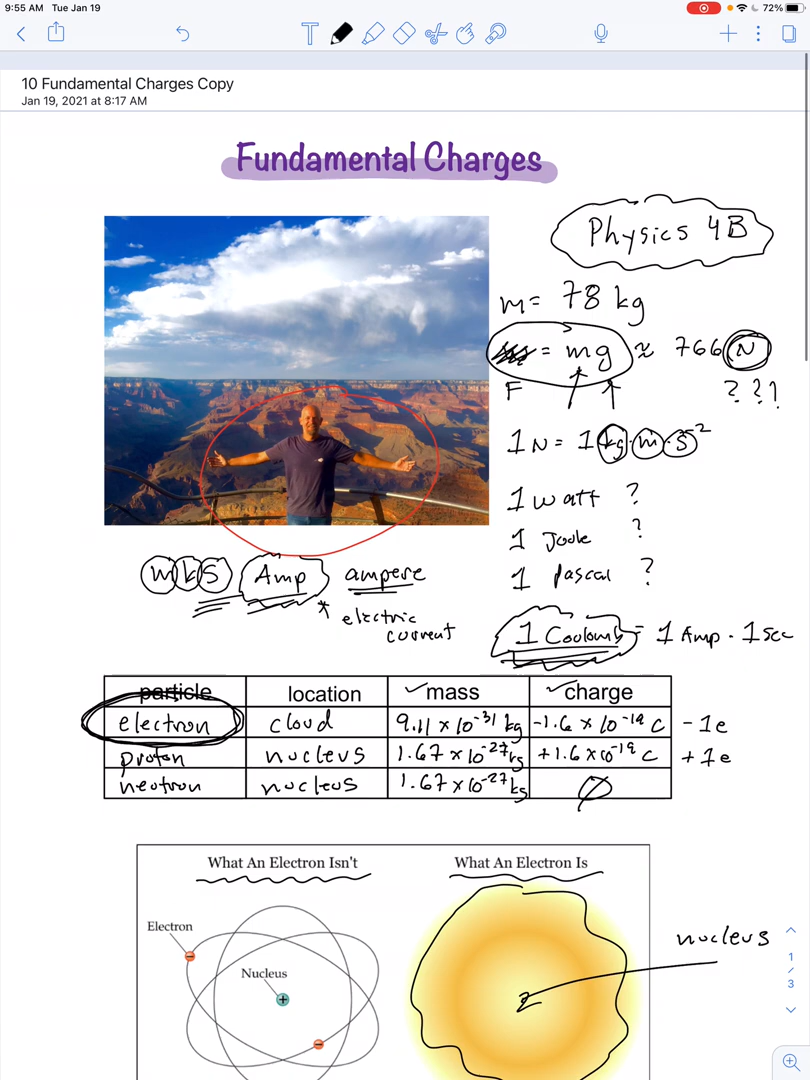 9:55 AM Tue Jan 19
72%
10 Fundamental Charges Copy
Jan 19, 2021 at 8:17 AM
Fundamental Charges
Physics 4B
m = 78 kg
= mg ≈ 766 N
F
???
1 N = 1 kg · m · s²
1 Watt ?
1 Joule ?
1 Pascal ?
mks Amp ampere
* electric
current
1 Coulomb = 1 Amp · 1 Sec
particle location ✓mass ✓charge
electron cloud 9.11 x 10⁻³¹ kg -1.6 x 10⁻¹⁹ C - 1e
proton nucleus 1.67 x 10⁻²⁷ kg +1.6 x 10⁻¹⁹ C + 1e
neutron nucleus 1.67 x 10⁻²⁷ kg Ø
What An Electron Isn't What An Electron Is
Electron
nucleus
Nucleus
+
−
−
1
/
3